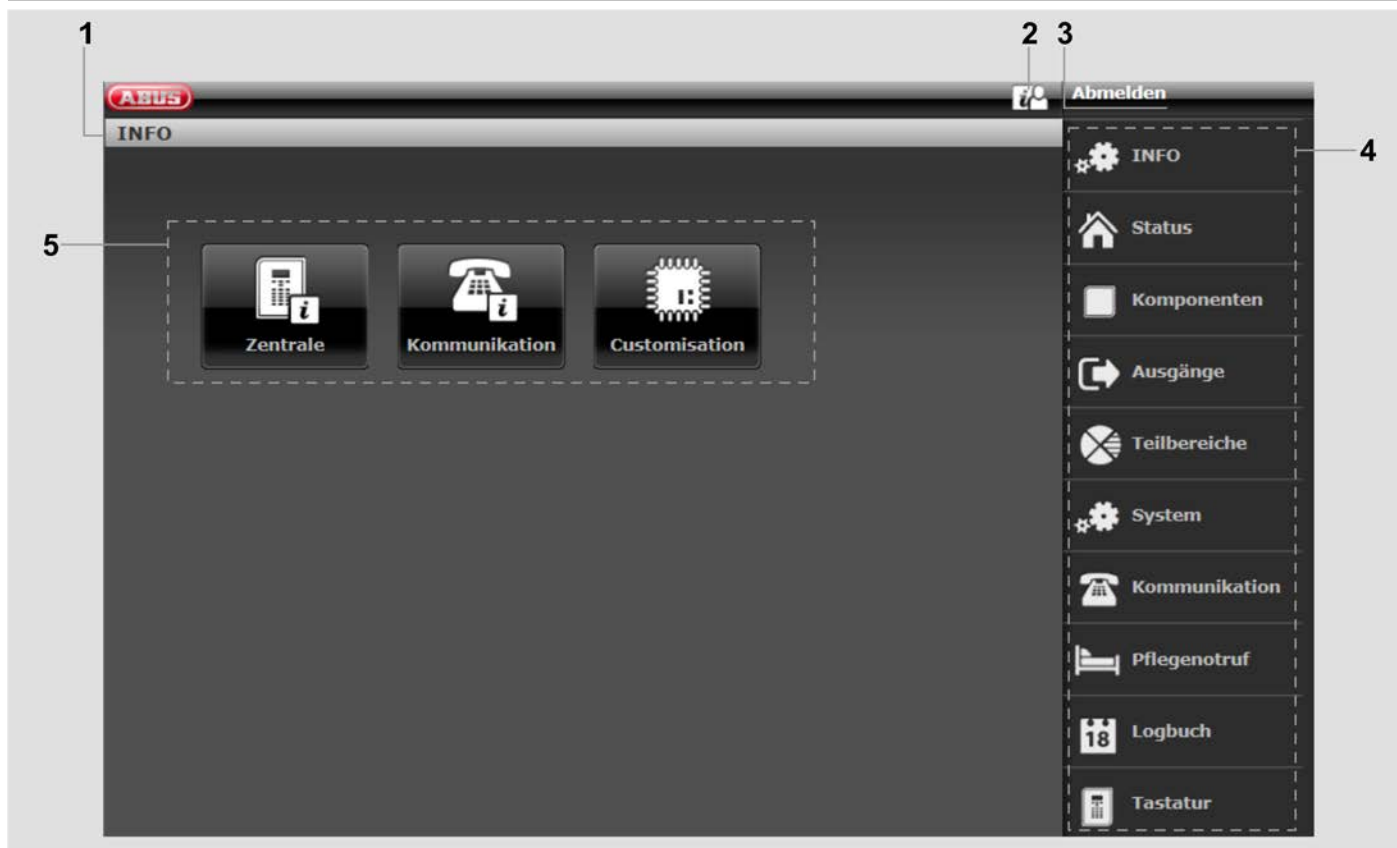 1
2 3
ABUS
Abmelden
INFO
4
INFO
Status
5
Zentrale
Kommunikation
Customisation
Komponenten
Ausgänge
Teilbereiche
System
Kommunikation
Pflegenotruf
18
Logbuch
Tastatur